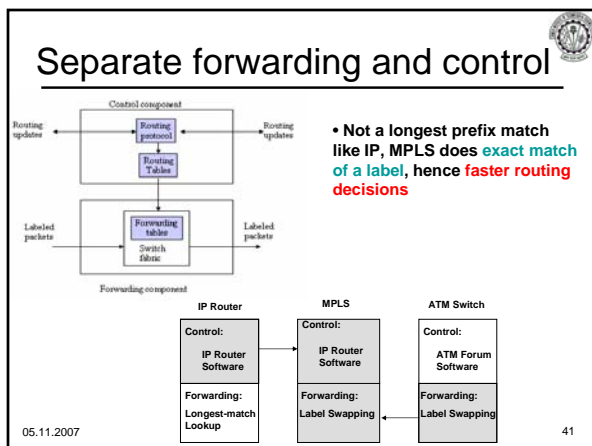 Separate forwarding and control
Control component
Routing
updates
Routing
protocol
Routing
updates
Routing
Tables
Labeled
packets
Forwarding
tables
Switch
fabric
Labeled
packets
Forwarding component
• Not a longest prefix match
like IP, MPLS does exact match
of a label, hence faster routing
decisions
IP Router
MPLS
ATM Switch
Control:
IP Router
Software
Control:
IP Router
Software
Control:
ATM Forum
Software
Forwarding:
Longest-match
Lookup
Forwarding:
Label Swapping
Forwarding:
Label Swapping
05.11.2007
41